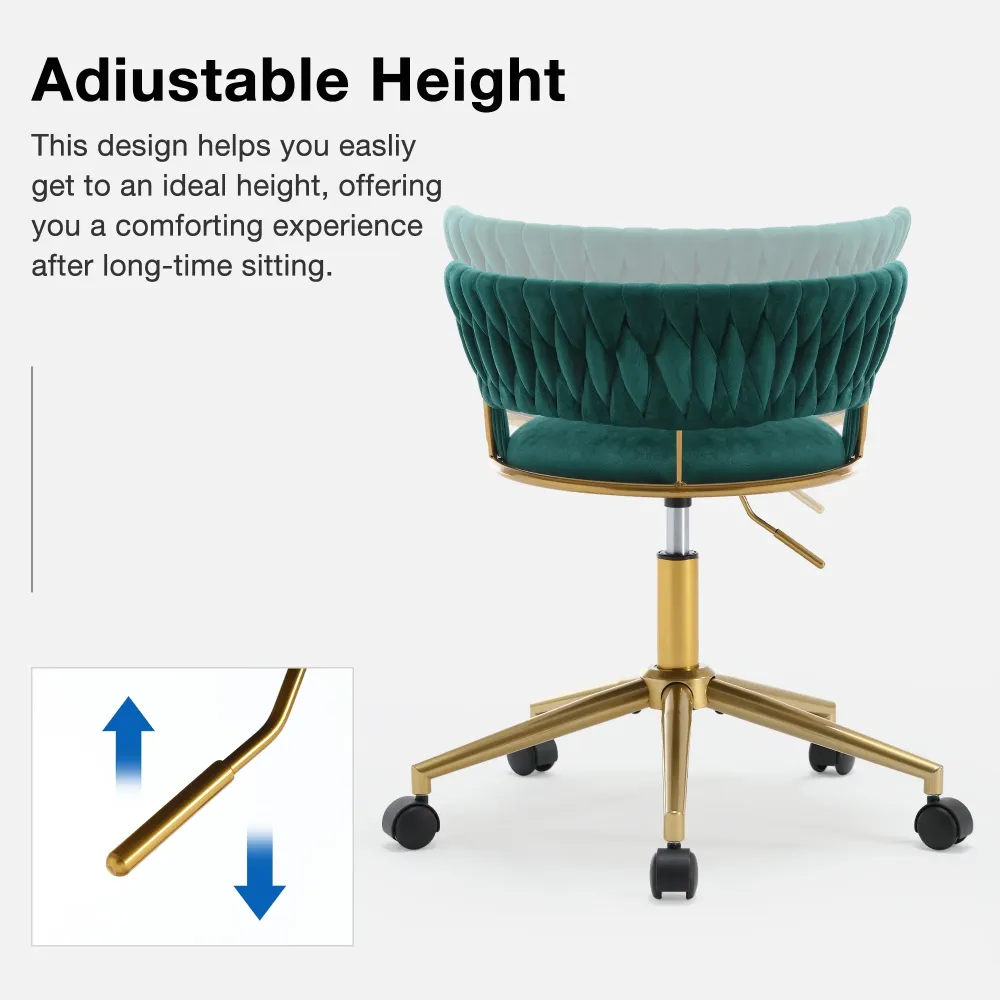 Adiustable Height
This design helps you easliy
get to an ideal height, offering
you a comforting experience
after long-time sitting.